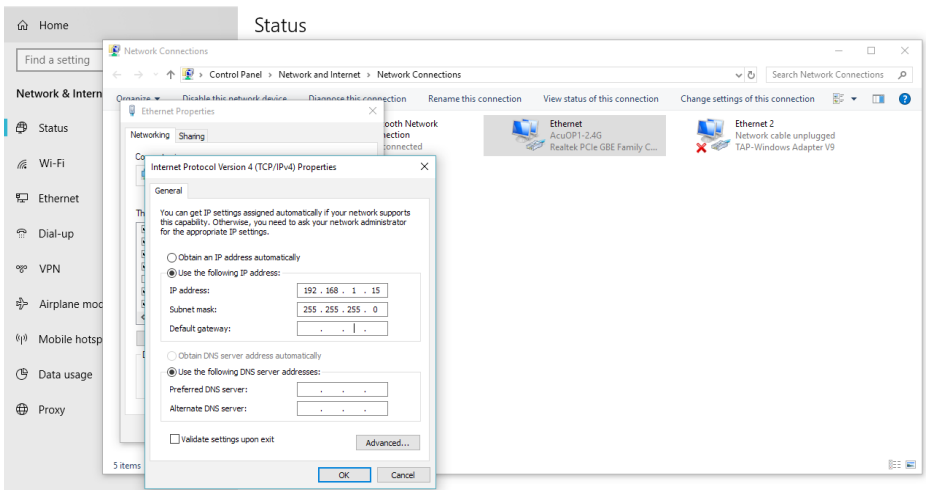 Home
Status
Find a setting
Network & Intern
Status
Wi-Fi
Ethernet
Dial-up
VPN
Airplane mod
Mobile hotsp
Data usage
Proxy
Network Connections
Control Panel > Network and Internet > Network Connections
Search Network Connections
Organize
Disable this network device
Diagnose this connection
Rename this connection
View status of this connection
Change settings of this connection
ooth Network
nection
connected
Ethernet
AcuOP1-2.4G
Realtek PCIe GBE Family C...
Ethernet 2
Network cable unplugged
TAP-Windows Adapter V9
5 items
Ethernet Properties
Networking
Sharing
Co
Th
Internet Protocol Version 4 (TCP/IPv4) Properties
General
You can get IP settings assigned automatically if your network supports
this capability. Otherwise, you need to ask your network administrator
for the appropriate IP settings.
Obtain an IP address automatically
Use the following IP address:
IP address: 192 . 168 . 1 . 15
Subnet mask: 255 . 255 . 255 . 0
Default gateway: . . .
Obtain DNS server address automatically
Use the following DNS server addresses:
Preferred DNS server: . . .
Alternate DNS server: . . .
Validate settings upon exit
Advanced...
OK
Cancel